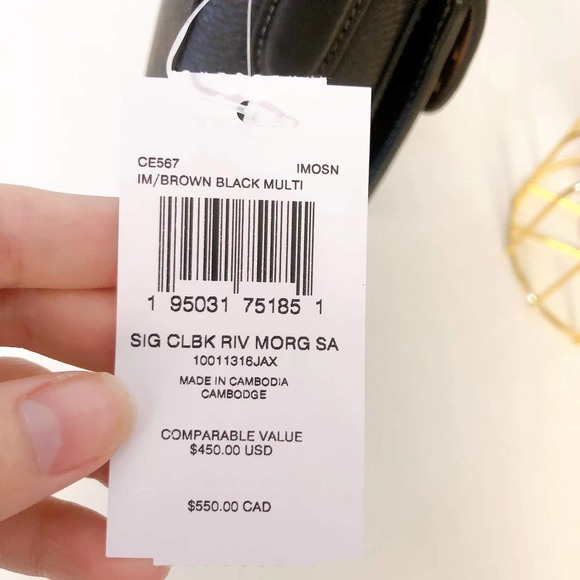 CE567 IMOSN
IM/BROWN BLACK MULTI
1 95031 75185 1
SIG CLBK RIV MORG SA
10011316JAX
MADE IN CAMBODIA
CAMBODGE
COMPARABLE VALUE
$450.00 USD
$550.00 CAD